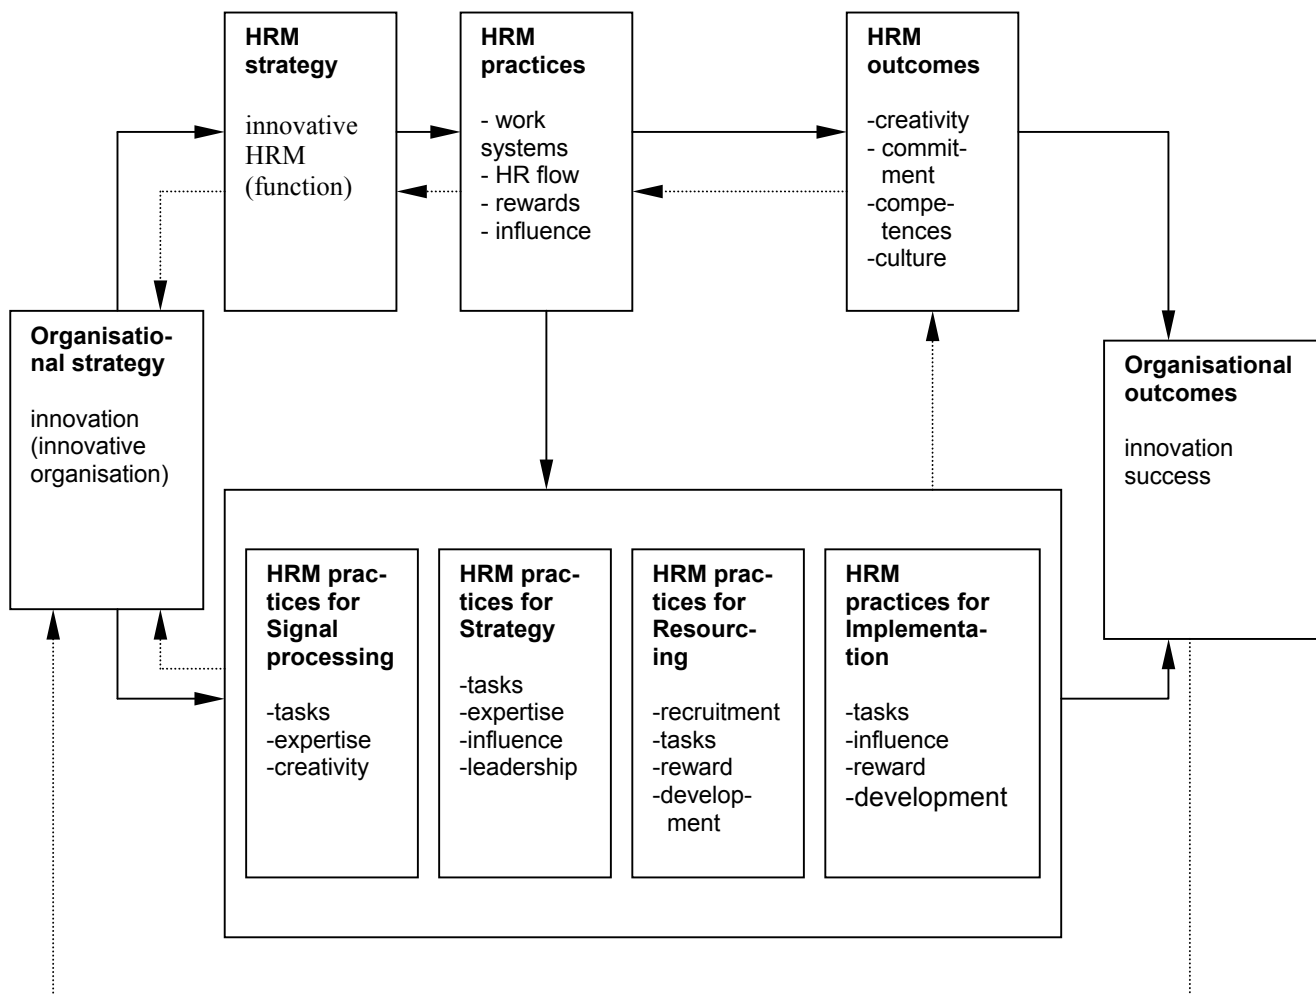 HRM
strategy
innovative
HRM
(function)
HRM
practices
- work
systems
- HR flow
- rewards
- influence
HRM
outcomes
-creativity
- commit-
ment
-compe-
tences
-culture
Organisatio-
nal strategy
innovation
(innovative
organisation)
Organisational
outcomes
innovation
success
HRM prac-
tices for
Signal
processing
-tasks
-expertise
-creativity
HRM prac-
tices for
Strategy
-tasks
-expertise
-influence
-leadership
HRM prac-
tices for
Resourc-
ing
-recruitment
-tasks
-reward
-develop-
ment
HRM
practices for
Implementa-
tion
-tasks
-influence
-reward
-development